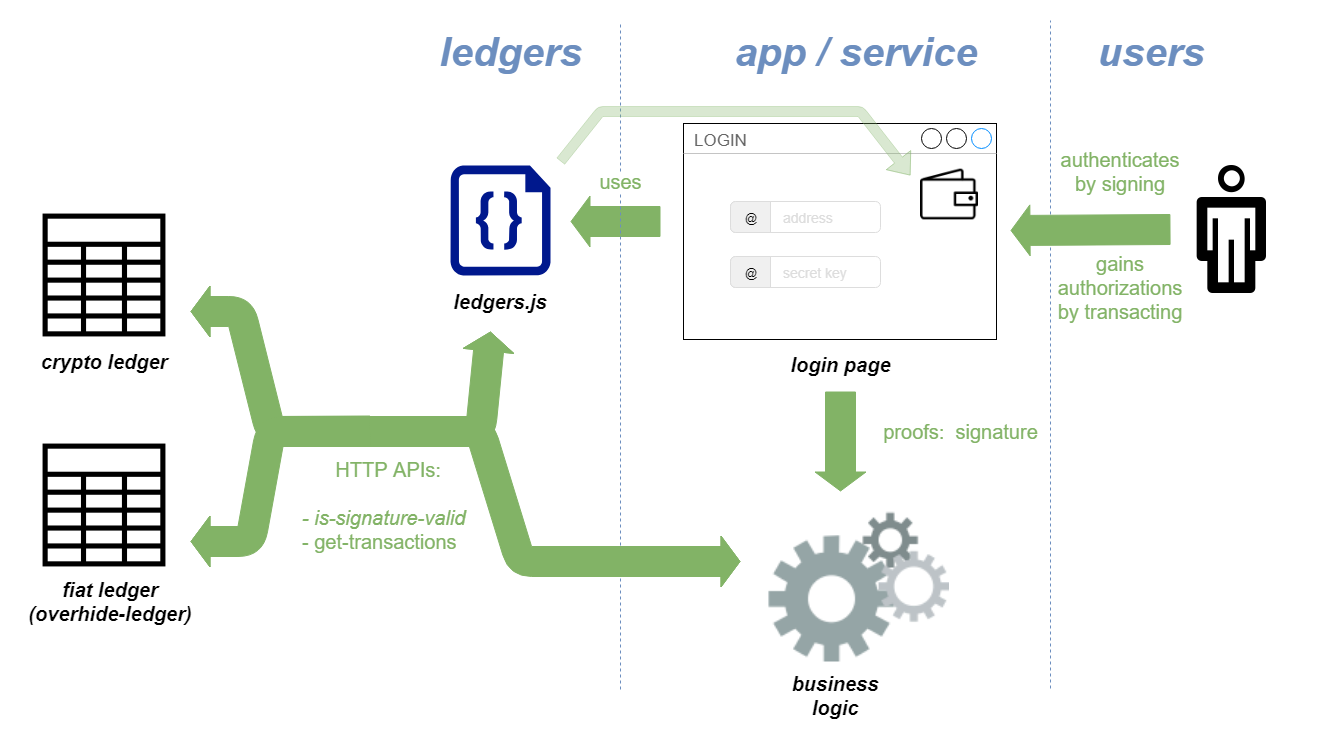 ledgers
app / service
users
LOGIN
@ address
@ secret key
login page
uses
{}
ledgers.js
authenticates
by signing
gains
authorizations
by transacting
crypto ledger
fiat ledger
(overhide-ledger)
HTTP APIs:
- is-signature-valid
- get-transactions
proofs: signature
business
logic